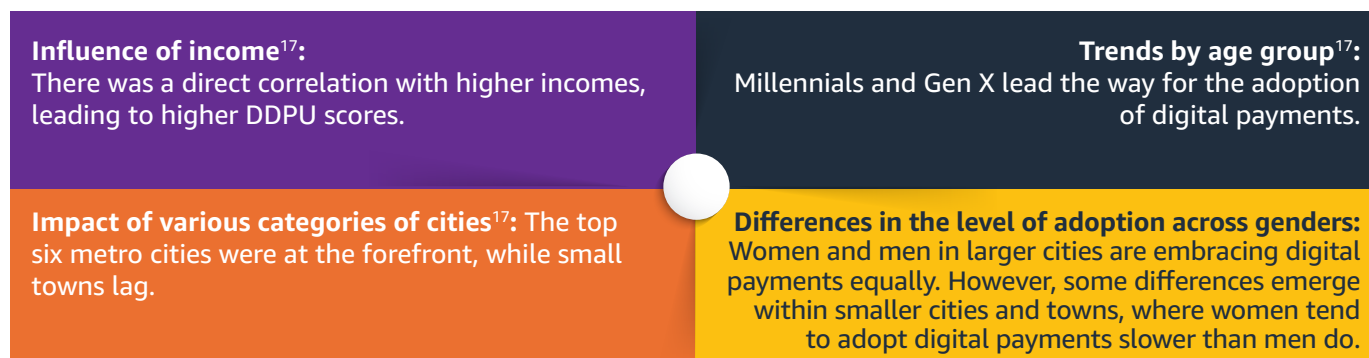 Influence of income17:
There was a direct correlation with higher incomes,
leading to higher DDPU scores.
Trends by age group17:
Millennials and Gen X lead the way for the adoption
of digital payments.
Impact of various categories of cities17: The top
six metro cities were at the forefront, while small
towns lag.
Differences in the level of adoption across genders:
Women and men in larger cities are embracing digital
payments equally. However, some differences emerge
within smaller cities and towns, where women tend
to adopt digital payments slower than men do.